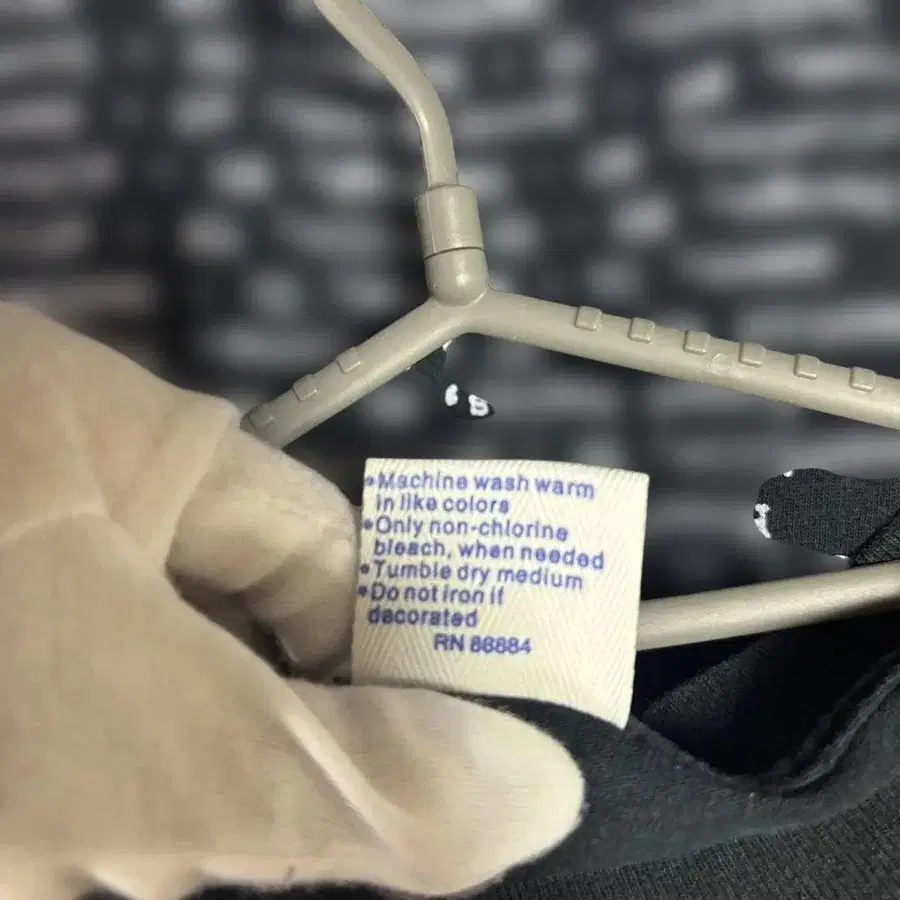 •Machine wash warm
in like colors
•Only non-chlorine
bleach, when needed
•Tumble dry medium
•Do not iron if
decorated
RN 86884